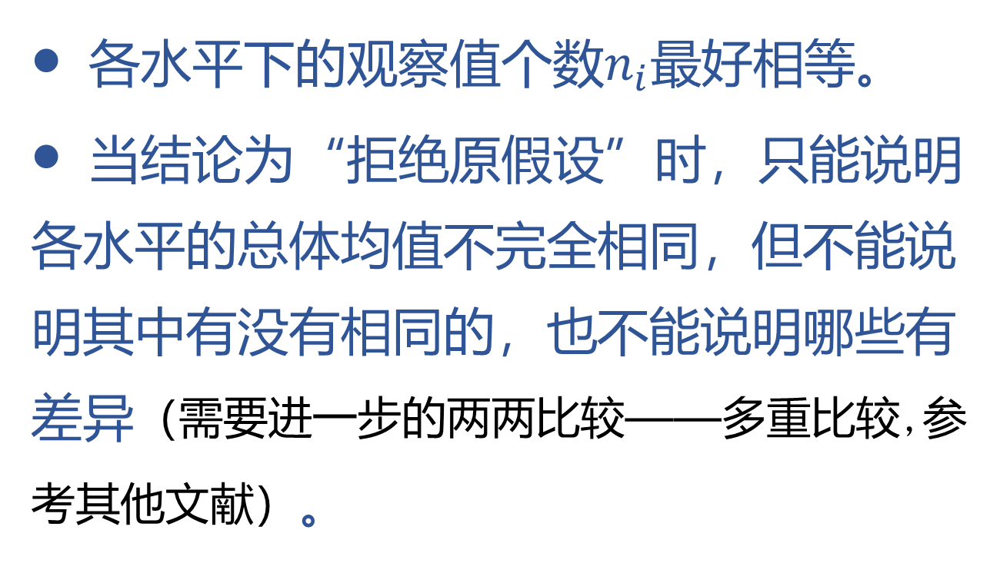 ● 各水平下的观察值个数nᵢ最好相等。
● 当结论为“拒绝原假设”时，只能说明
各水平的总体均值不完全相同，但不能说
明其中有没有相同的，也不能说明哪些有
差异（需要进一步的两两比较——多重比较,参
考其他文献）。